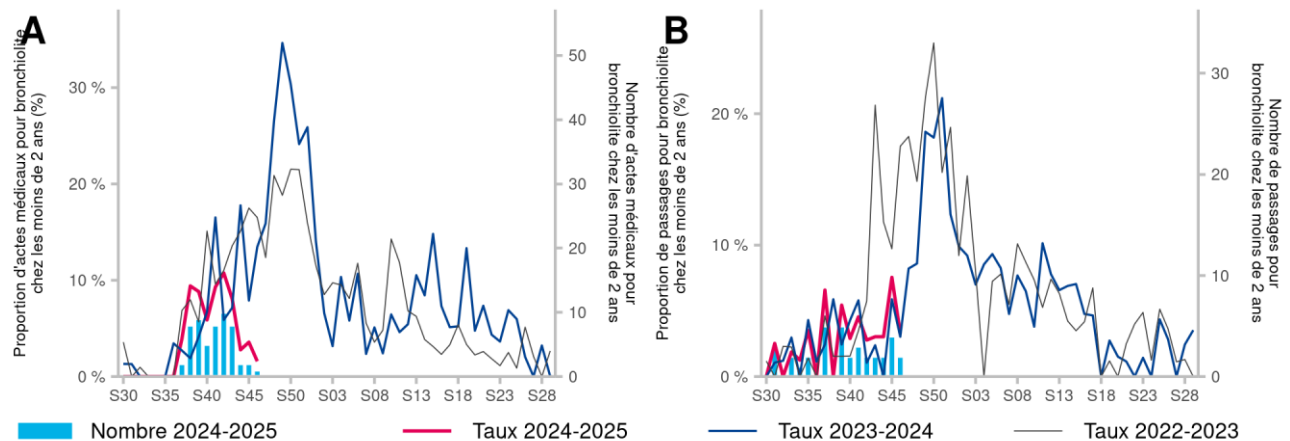 A
Proportion d'actes médicaux pour bronchiolite
chez les moins de 2 ans (%)
30 %
20 %
10 %
0 %
50
40
30
20
10
0
Nombre d'actes médicaux pour
bronchiolite chez les moins de 2 ans
S30 S35 S40 S45 S50 S03 S08 S13 S18 S23 S28
B
Proportion de passages pour bronchiolite
chez les moins de 2 ans (%)
20 %
10 %
0 %
30
20
10
0
Nombre de passages pour
bronchiolite chez les moins de 2 ans
S30 S35 S40 S45 S50 S03 S08 S13 S18 S23 S28
Nombre 2024-2025 Taux 2024-2025 Taux 2023-2024 Taux 2022-2023